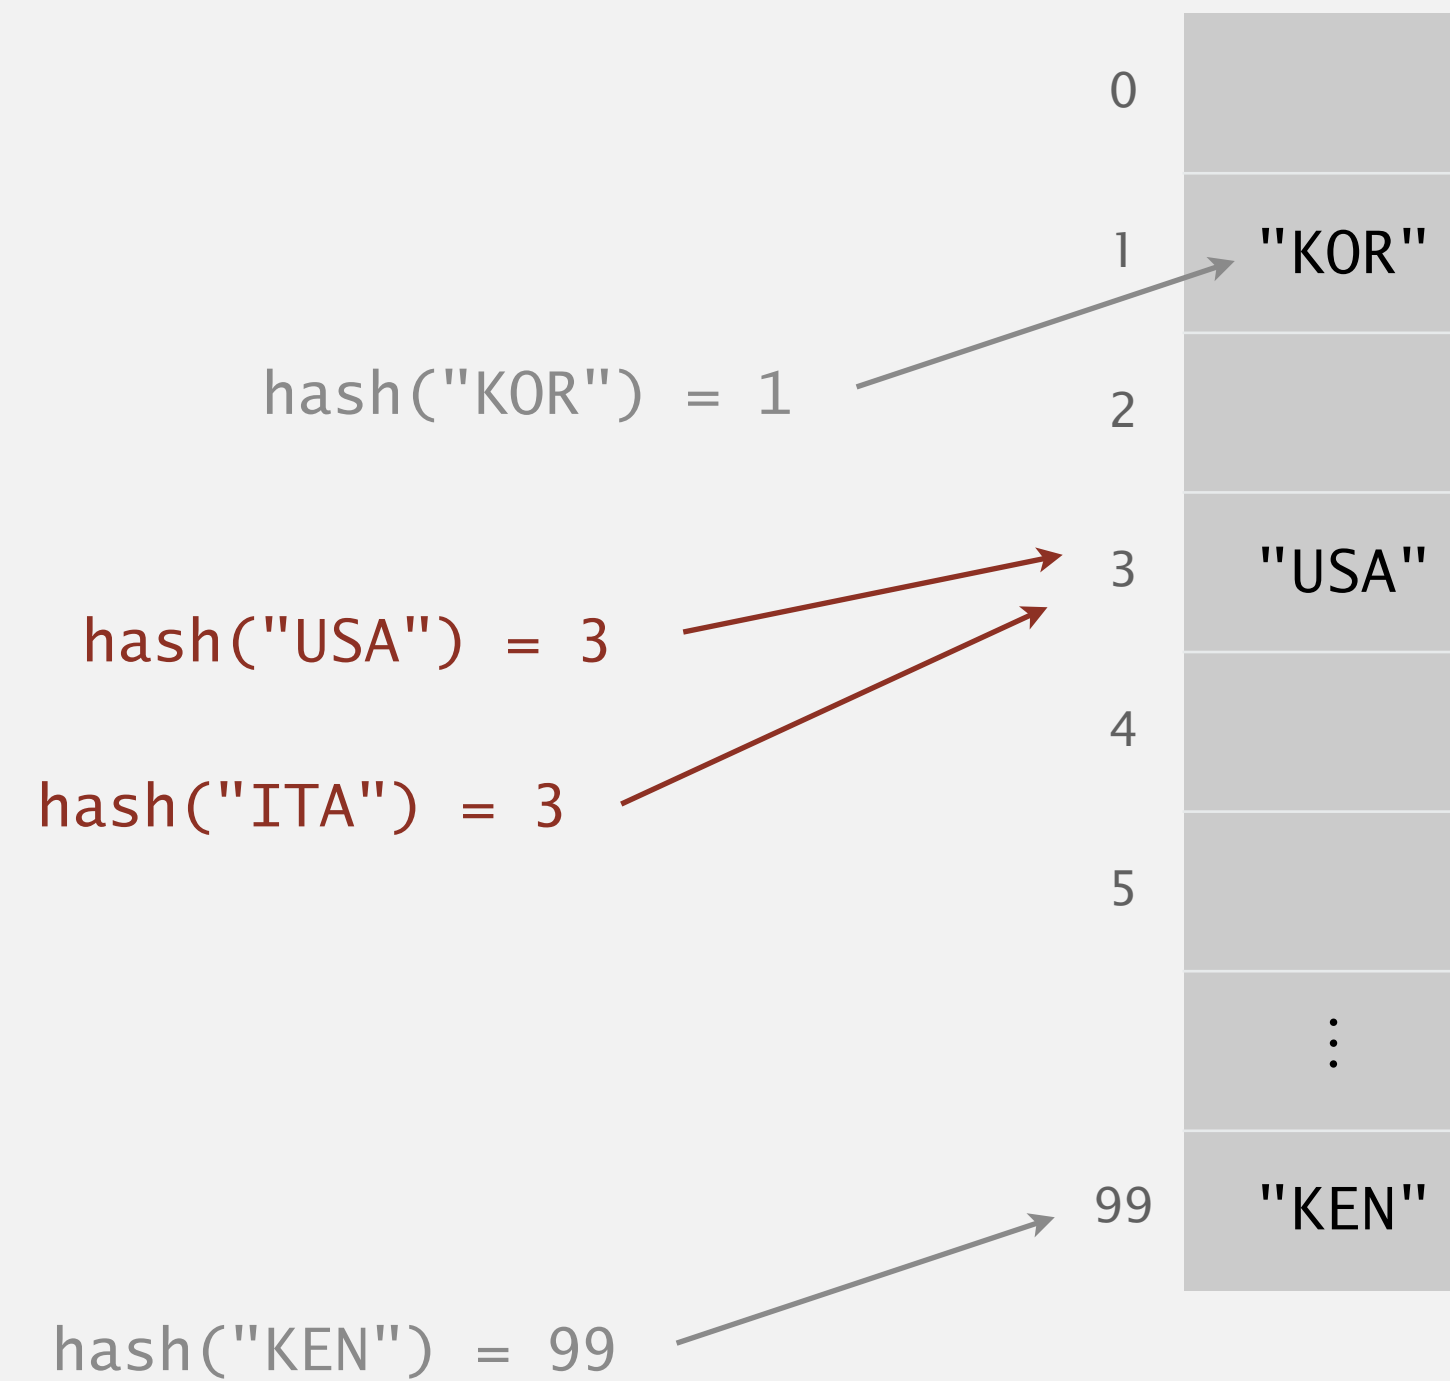 0
1 "KOR"
hash("KOR") = 1
2
3 "USA"
hash("USA") = 3
4
hash("ITA") = 3
5
⋮
99 "KEN"
hash("KEN") = 99